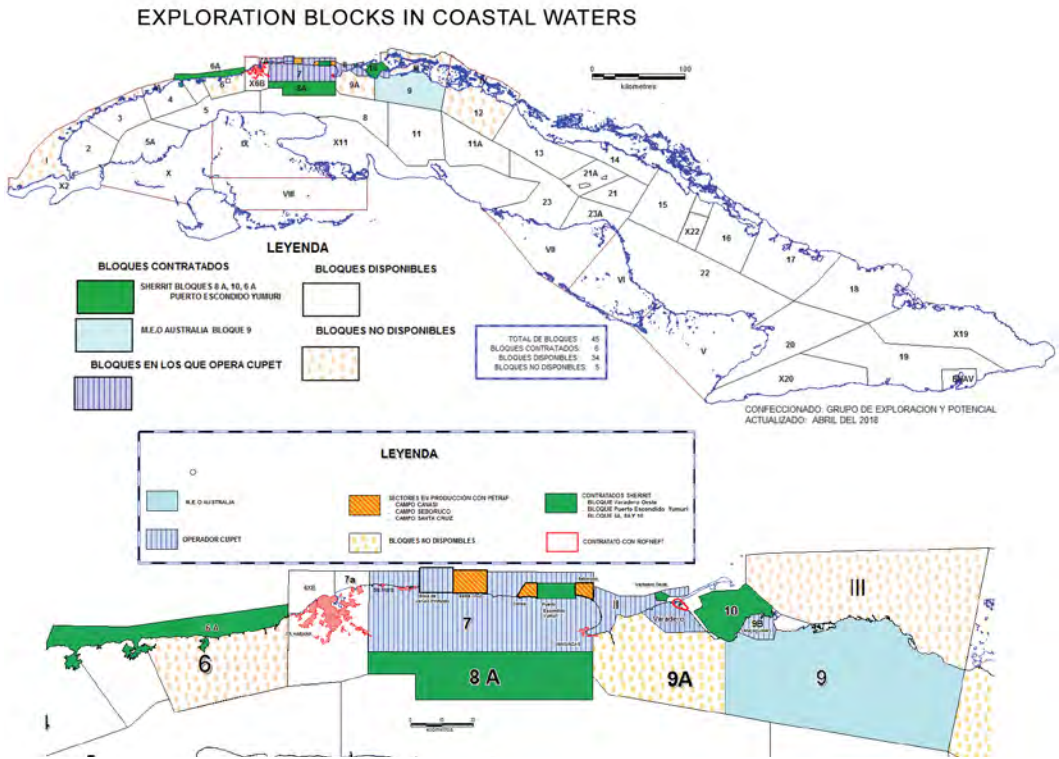 EXPLORATION BLOCKS IN COASTAL WATERS
6A
X6B
7
8A
9A
9
6
4
3
5
2
5A
I
X2
X
IX
X11
VIII
8
11
11A
12
13
14
21A
21
23
23A
15
X22
16
17
22
18
VII
VI
V
20
X20
19
X19
0 100
kilometres
LEYENDA
BLOQUES CONTRATADOS
SHERRIT BLOQUES 8 A, 10, 6 A
PUERTO ESCONDIDO YUMURI
M.E.O AUSTRALIA BLOQUE 9
BLOQUES EN LOS QUE OPERA CUPET
BLOQUES DISPONIBLES
BLOQUES NO DISPONIBLES
TOTAL DE BLOQUES : 45
BLOQUES CONTRATADOS: 6
BLOQUES DISPONIBLES: 34
BLOQUES NO DISPONIBLES: 5
CONFECCIONADO: GRUPO DE EXPLORACION Y POTENCIAL
ACTUALIZADO: ABRIL DEL 2018
LEYENDA
M.E.O AUSTRALIA
OPERADOR CUPET
SECTORES EN PRODUCCIÓN CON PETRAF
CAMPO CANASI
CAMPO SEBORUCO
CAMPO SANTA CRUZ
BLOQUES NO DISPONIBLES
CONTRATADOS SHERRIT
BLOQUE Varadero Oeste
BLOQUE Puerto Escondido Yumuri
CONTRATATO CON ROFNEFT
7a
6 A
6
7
8 A
II
Varadero
10
9B
9A
9
III